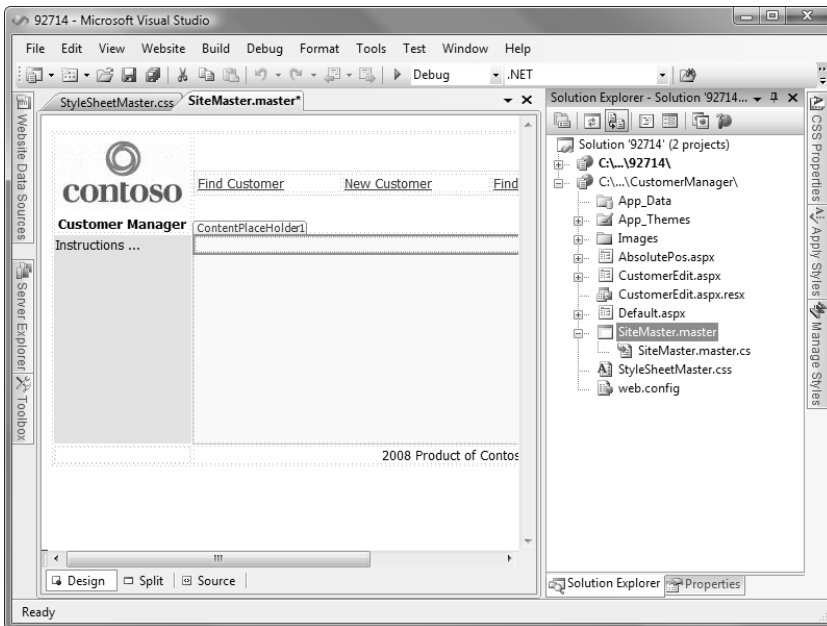 92714 - Microsoft Visual Studio
File Edit View Website Build Debug Format Tools Test Window Help
Debug .NET
StyleSheetMaster.css SiteMaster.master*
contoso
Customer Manager
Find Customer New Customer Find
ContentPlaceHolder1
Instructions ...
2008 Product of Contos
Design Split Source
Website Data Sources
Server Explorer
Toolbox
Solution Explorer - Solution '92714...
Solution '92714' (2 projects)
C:\...\92714\
C:\...\CustomerManager\
App_Data
App_Themes
Images
AbsolutePos.aspx
CustomerEdit.aspx
CustomerEdit.aspx.resx
Default.aspx
SiteMaster.master
SiteMaster.master.cs
StyleSheetMaster.css
web.config
Solution Explorer Properties
CSS Properties
Apply Styles
Manage Styles
Ready